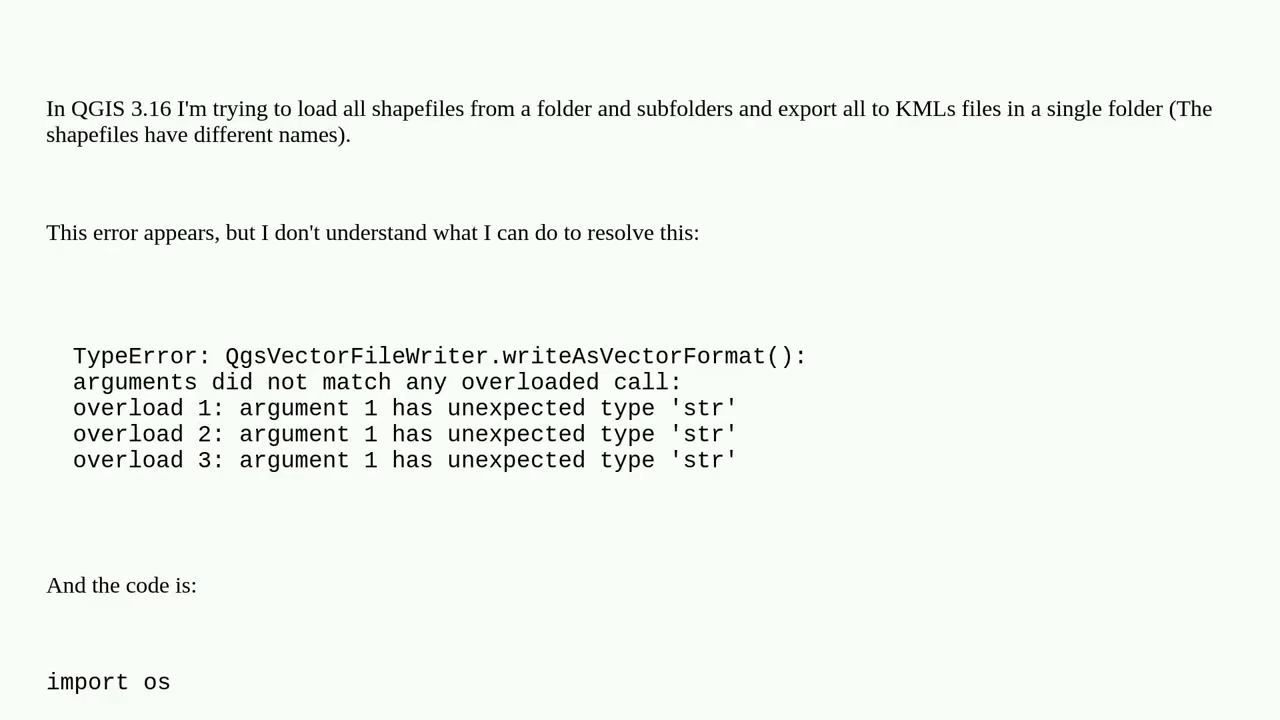 In QGIS 3.16 I'm trying to load all shapefiles from a folder and subfolders and export all to KMLs files in a single folder (The
shapefiles have different names).
This error appears, but I don't understand what I can do to resolve this:
TypeError: QgsVectorFileWriter.writeAsVectorFormat():
arguments did not match any overloaded call:
overload 1: argument 1 has unexpected type 'str'
overload 2: argument 1 has unexpected type 'str'
overload 3: argument 1 has unexpected type 'str'
And the code is:
import os